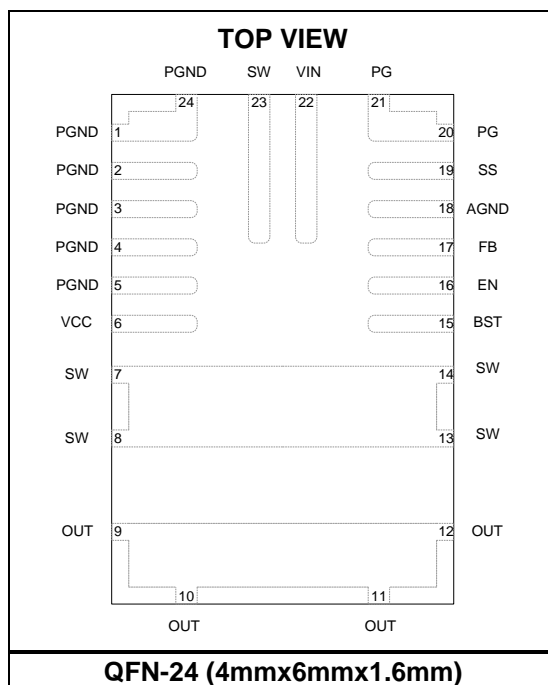 TOP VIEW
PGND SW VIN PG
24 23 22 21
PGND 1 20 PG
PGND 2 19 SS
PGND 3 18 AGND
PGND 4 17 FB
PGND 5 16 EN
VCC 6 15 BST
SW 7 14 SW
SW 8 13 SW
OUT 9 12 OUT
10 11
OUT OUT
QFN-24 (4mmx6mmx1.6mm)